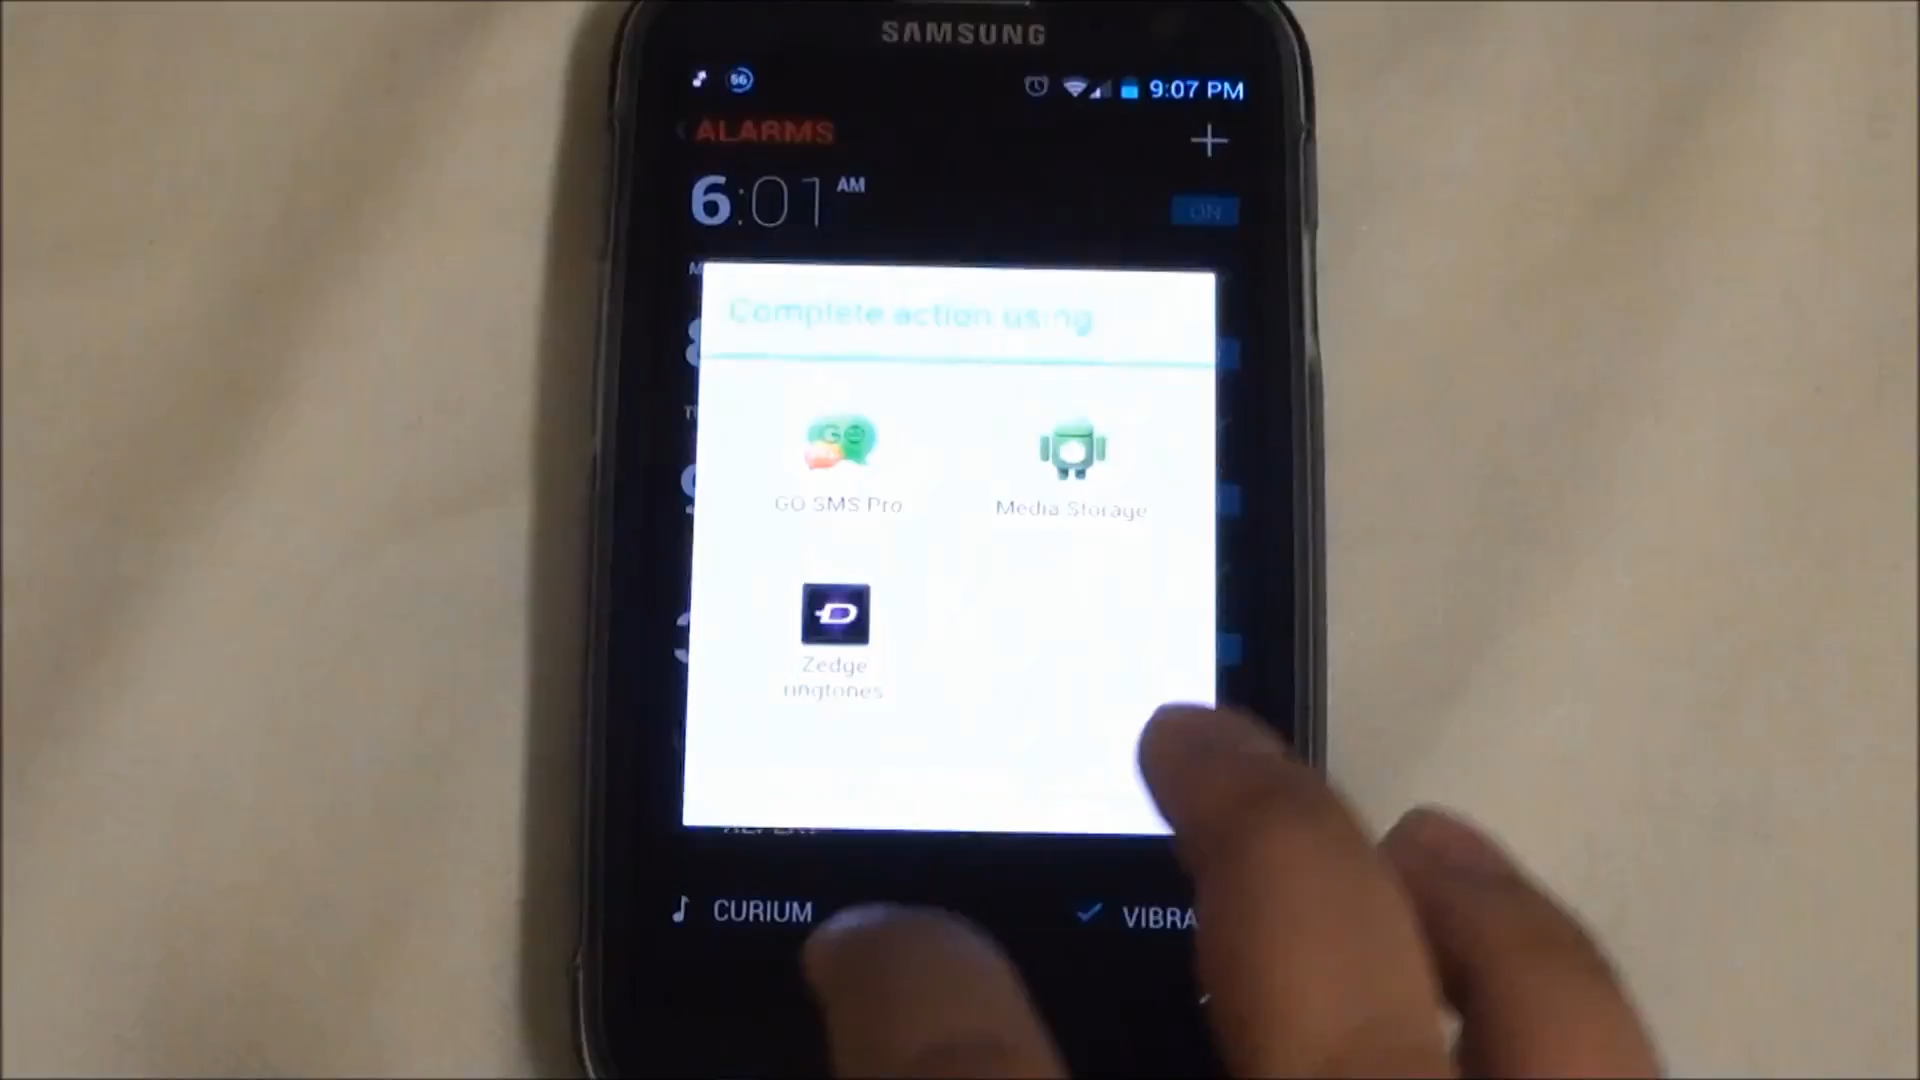 SAMSUNG
56
9:07 PM
ALARMS
6:01 AM
ON
Complete action using
GO SMS Pro
Media Storage
Zedge
ringtones
CURIUM
VIBRA